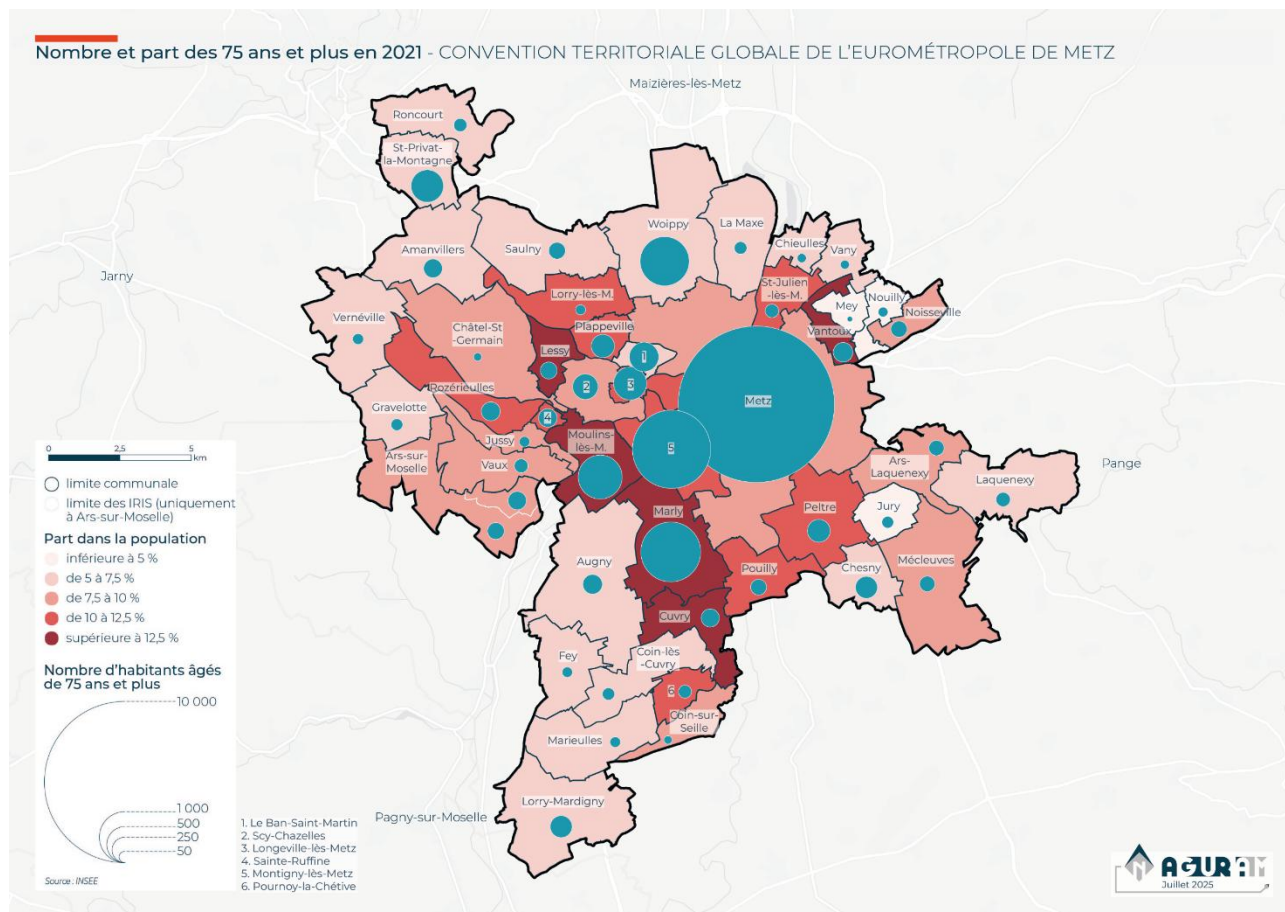 Nombre et part des 75 ans et plus en 2021 - CONVENTION TERRITORIALE GLOBALE DE L'EUROMÉTROPOLE DE METZ
Maizières-lès-Metz
Roncourt
St-Privat
-la-Montagne
Woippy
La Maxe
Amanvillers
Saulny
Chieulles
Vany
Jarny
Lorry-lès-M.
St-Julien
-lès-M.
Mey
Nouilly
Noisseville
Vernéville
Châtel-St
-Germain
Plappeville
Vantoux
Lessy
1
2
3
Metz
Rozérieulles
Gravelotte
4
Jussy
Moulins-
lès-M.
5
Ars-sur-
Moselle
Vaux
Ars-
Laquenexy
Pange
Laquenexy
Peltre
Jury
Marly
Augny
Pouilly
Chesny
Mécleuves
Cuvry
Fey
Coin-lès
-Cuvry
6
Coin-sur-
Seille
Marieulles
Lorry-Mardigny
Pagny-sur-Moselle
0 2,5 5
km
limite communale
limite des IRIS (uniquement
à Ars-sur-Moselle)
Part dans la population
inférieure à 5 %
de 5 à 7,5 %
de 7,5 à 10 %
de 10 à 12,5 %
supérieure à 12,5 %
Nombre d'habitants âgés
de 75 ans et plus
10 000
1 000
500
250
50
Source : INSEE
1. Le Ban-Saint-Martin
2. Scy-Chazelles
3. Longeville-lès-Metz
4. Sainte-Ruffine
5. Montigny-lès-Metz
6. Pournoy-la-Chétive
N
AGURAM
Juillet 2025